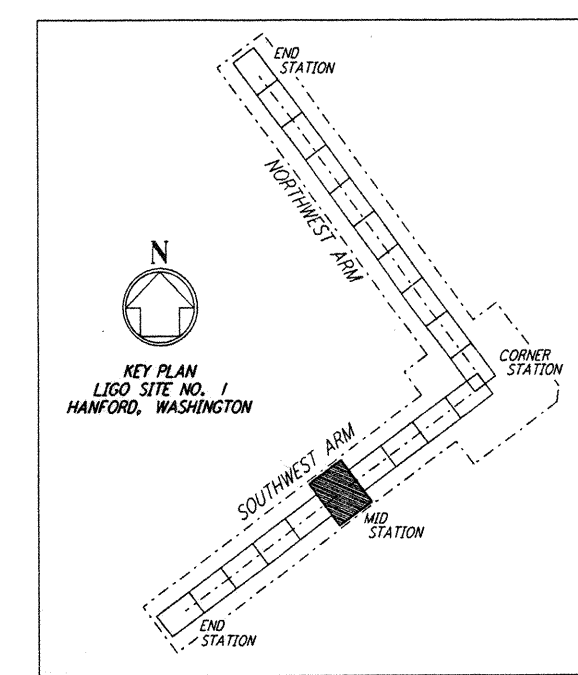 END
STATION
NORTHWEST ARM
N
KEY PLAN
LIGO SITE NO. 1
HANFORD, WASHINGTON
CORNER
STATION
SOUTHWEST ARM
MID
STATION
END
STATION